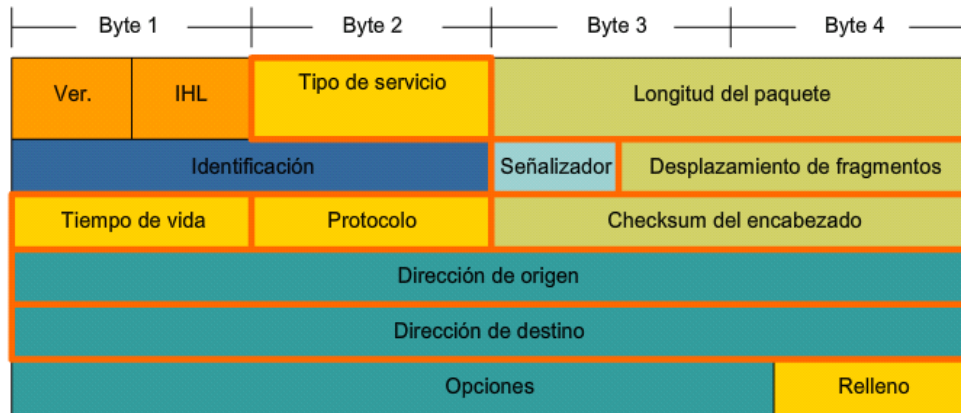 Byte 1 Byte 2 Byte 3 Byte 4
Ver. IHL Tipo de servicio Longitud del paquete
Identificación Señalizador Desplazamiento de fragmentos
Tiempo de vida Protocolo Checksum del encabezado
Dirección de origen
Dirección de destino
Opciones Relleno